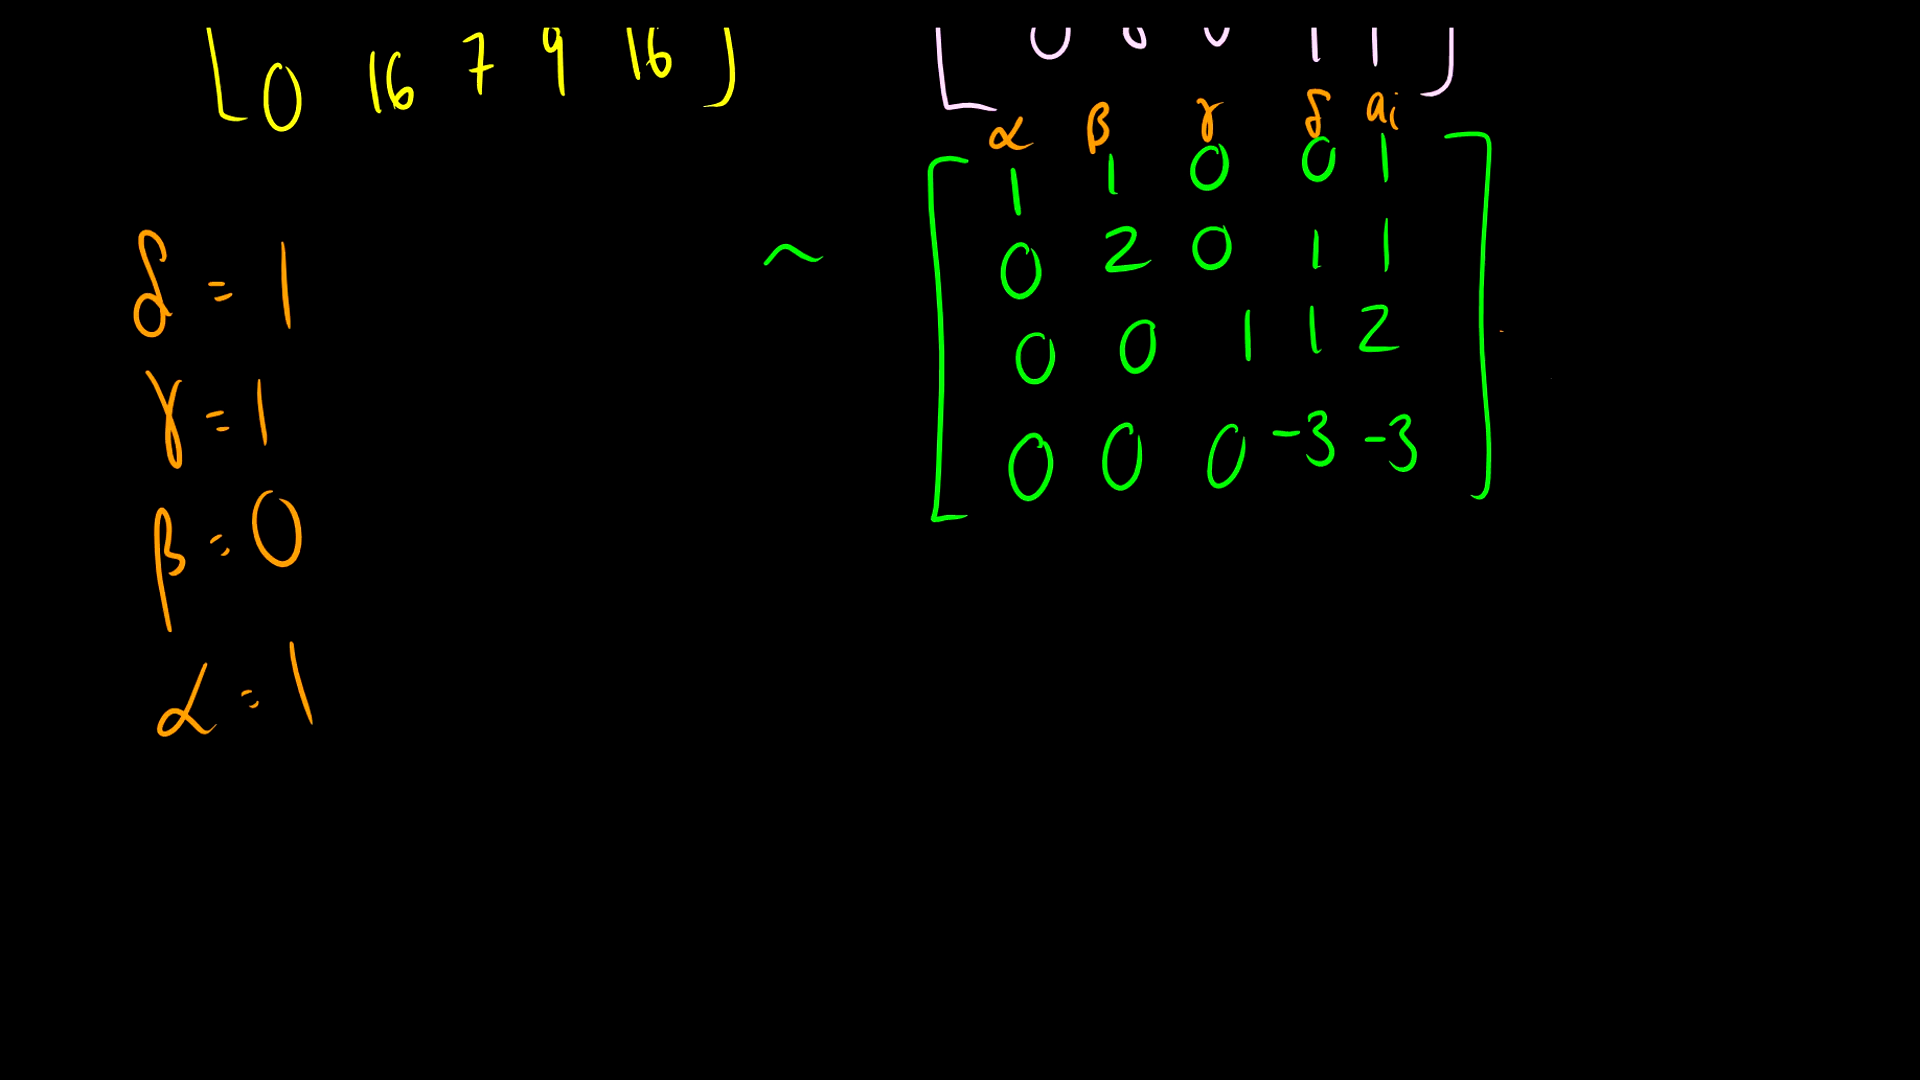 0 16 7 9 16
0 0 0 1 1
α β γ δ aᵢ
1 1 0 0 1
~ 0 2 0 1 1
0 0 1 1 2
0 0 0 -3 -3
δ = 1
γ = 1
β = 0
α = 1